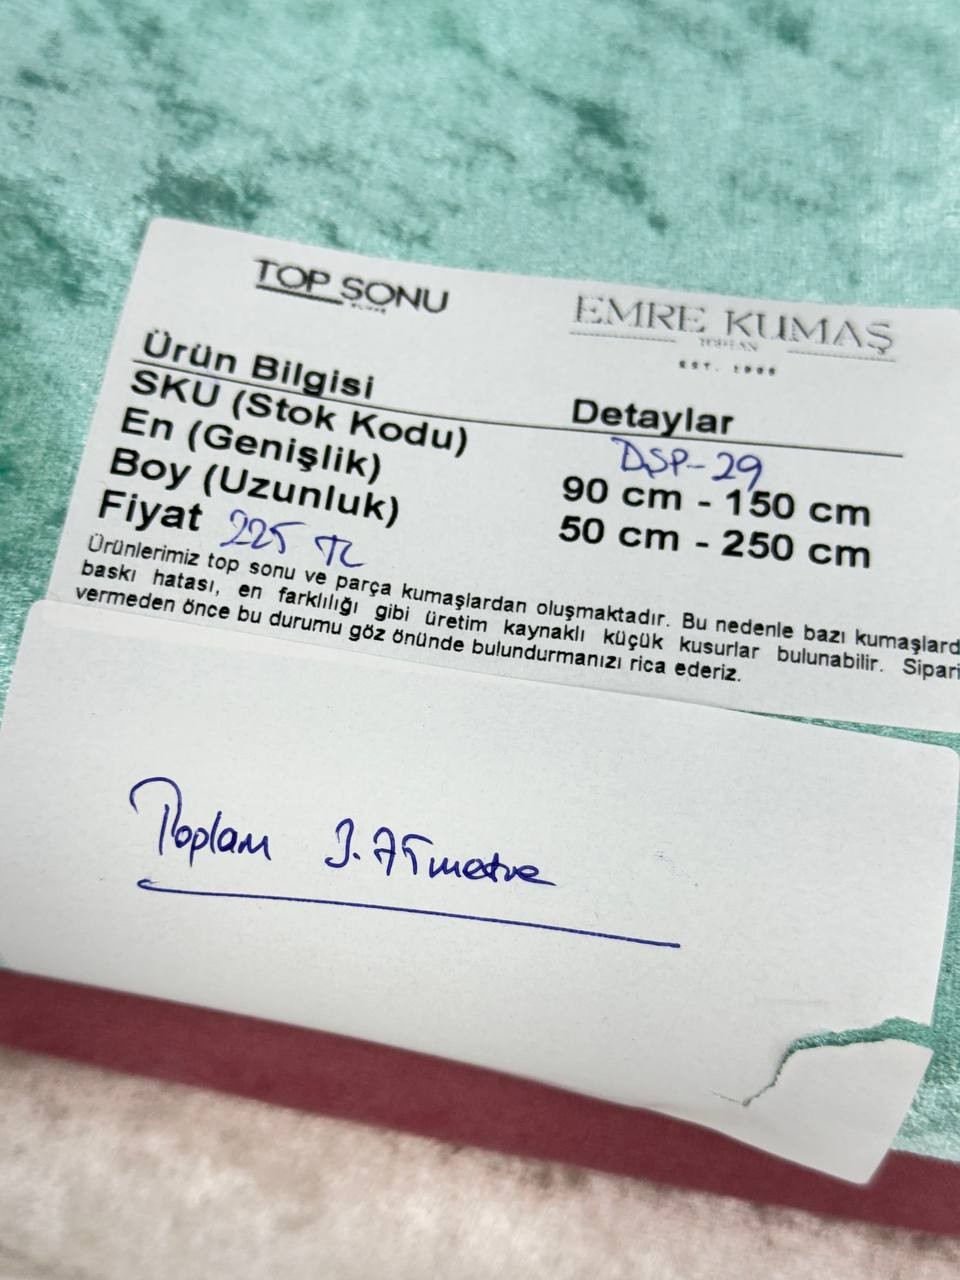 TOP SONU
EMRE KUMAŞ
TOPTAN
EST. 1996
Ürün Bilgisi
Detaylar
SKU (Stok Kodu)
DSP-29
En (Genişlik)
90 cm - 150 cm
Boy (Uzunluk)
50 cm - 250 cm
Fiyat 225 TL
Ürünlerimiz top sonu ve parça kumaşlardan oluşmaktadır. Bu nedenle bazı kumaşlard
baskı hatası, en farklılığı gibi üretim kaynaklı küçük kusurlar bulunabilir. Sipari
vermeden önce bu durumu göz önünde bulundurmanızı rica ederiz.
Toplam 3.75 metre